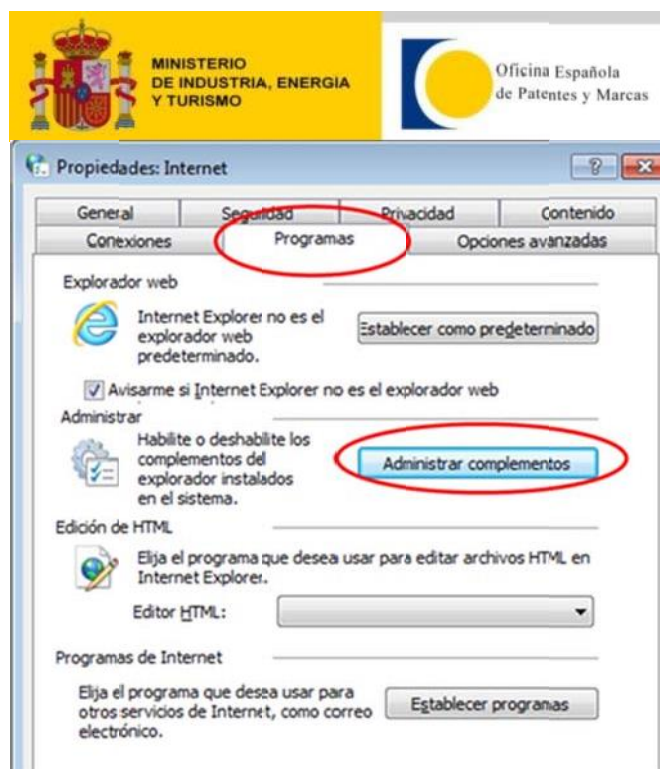 MINISTERIO
DE INDUSTRIA, ENERGÍA
Y TURISMO
Oficina Española
de Patentes y Marcas
Propiedades: Internet
General
Seguridad
Privacidad
Contenido
Conexiones
Programas
Opciones avanzadas
Explorador web
Internet Explorer no es el
explorador web
predeterminado.
Establecer como predeterminado
Avisarme si Internet Explorer no es el explorador web
Administrar
Habilite o deshabilite los
complementos del
explorador instalados
en el sistema.
Administrar complementos
Edición de HTML
Elija el programa que desea usar para editar archivos HTML en
Internet Explorer.
Editor HTML:
Programas de Internet
Elija el programa que desea usar para
otros servicios de Internet, como correo
electrónico.
Establecer programas